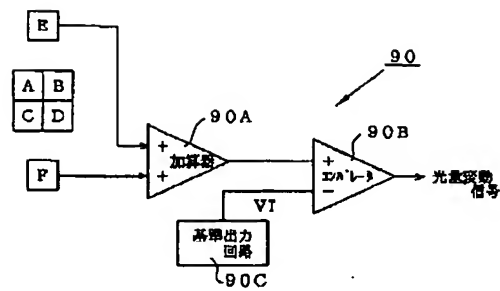 E
90
A B
C D
90A
90B
+
加算器
+
F
+
コンパレータ
−
光量変動
信号
VT
基準出力
回路
90C